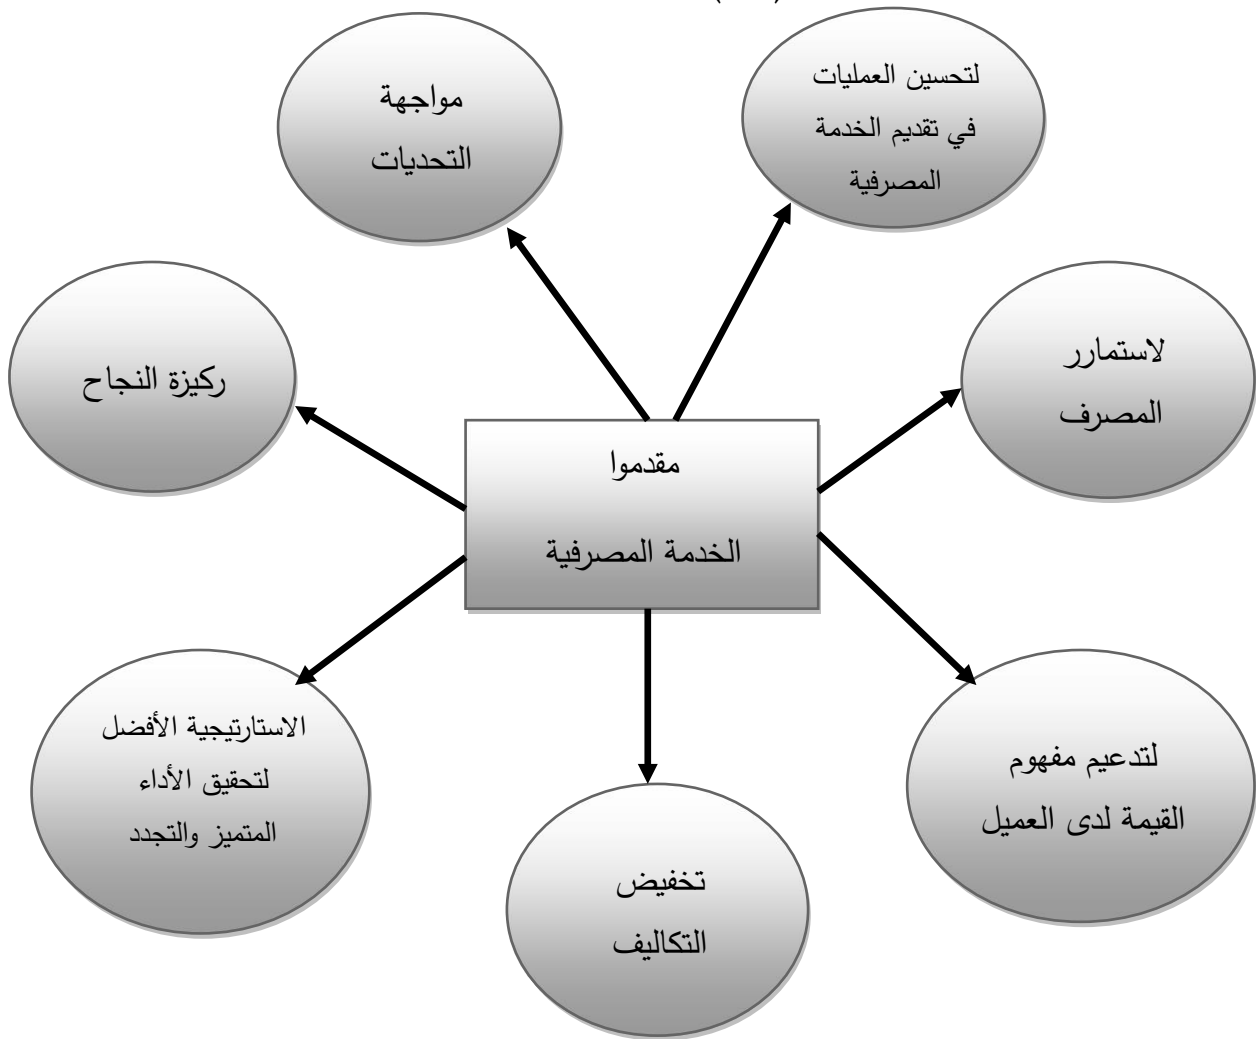 لتحسين العمليات
في تقديم الخدمة
المصرفية
مواجهة
التحديات
لاستمارر
المصرف
ركيزة النجاح
مقدموا
الخدمة المصرفية
لتدعيم مفهوم
القيمة لدى العميل
الاستارتيجية الأفضل
لتحقيق الأداء
المتميز والتجدد
تخفيض
التكاليف